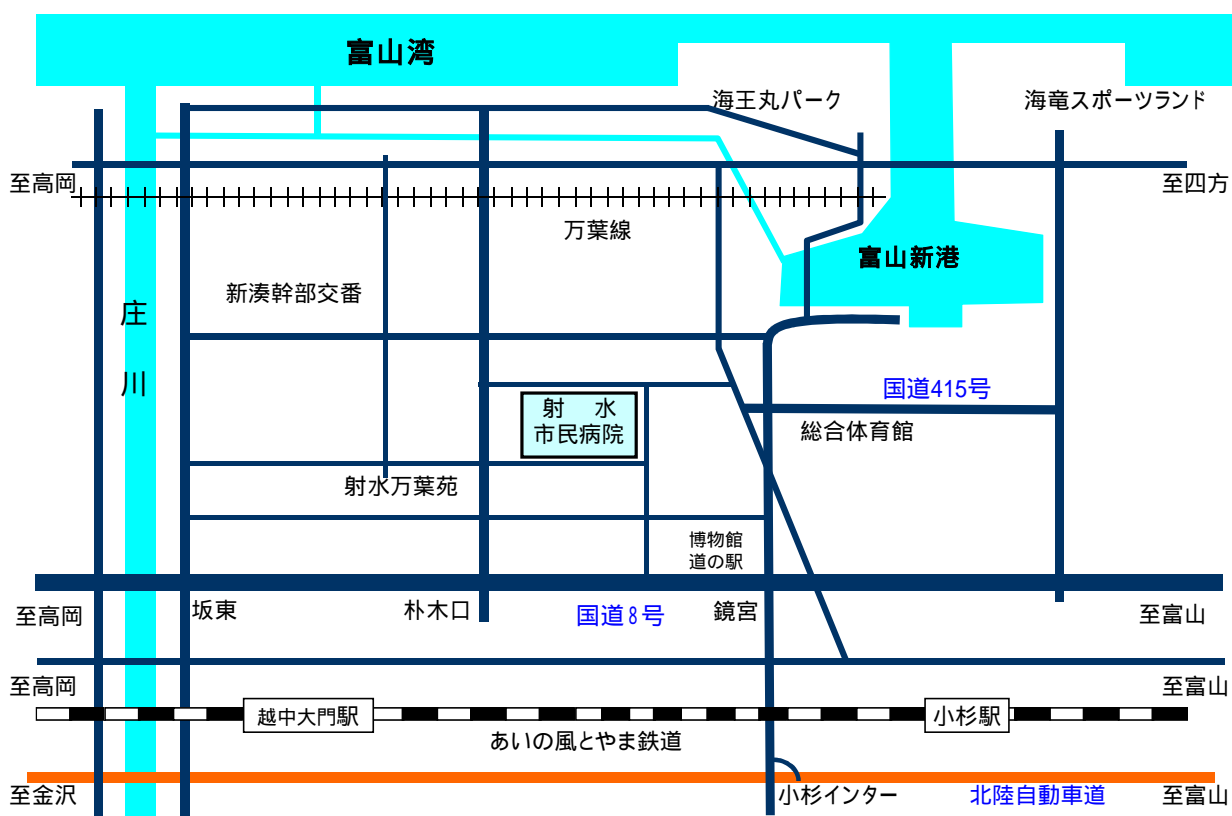 富山湾
海王丸パーク
海竜スポーツランド
至高岡
至四方
万葉線
富山新港
新湊幹部交番
庄川
国道415号
射 水
市民病院
総合体育館
射水万葉苑
博物館
道の駅
至高岡
坂東
朴木口
国道8号
鏡宮
至富山
至高岡
至富山
越中大門駅
小杉駅
あいの風とやま鉄道
至金沢
小杉インター
北陸自動車道
至富山